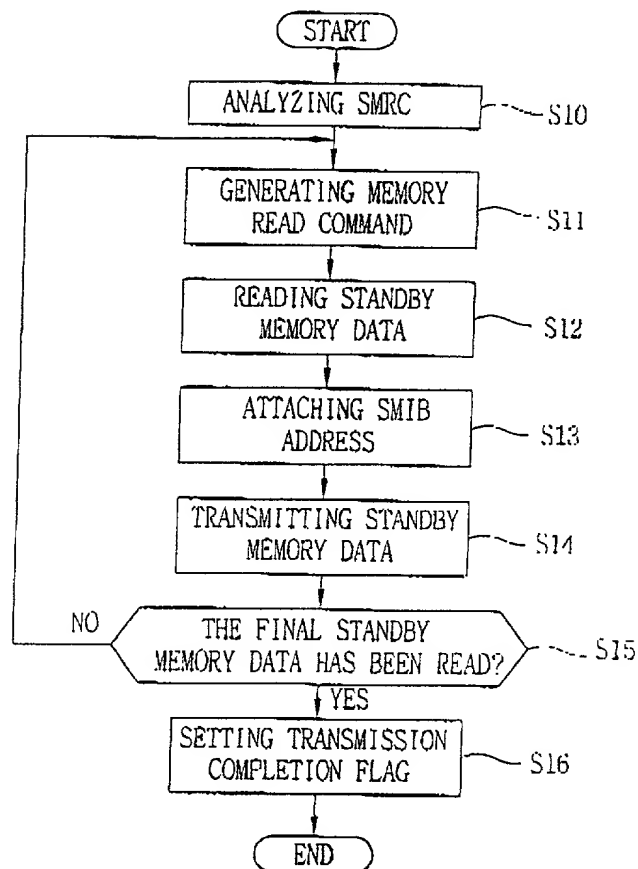 START
ANALYZING SMRC
S10
GENERATING MEMORY
READ COMMAND
S11
READING STANDBY
MEMORY DATA
S12
ATTACHING SMIB
ADDRESS
S13
TRANSMITTING STANDBY
MEMORY DATA
S14
NO
THE FINAL STANDBY
MEMORY DATA HAS BEEN READ?
S15
YES
SETTING TRANSMISSION
COMPLETION FLAG
S16
END